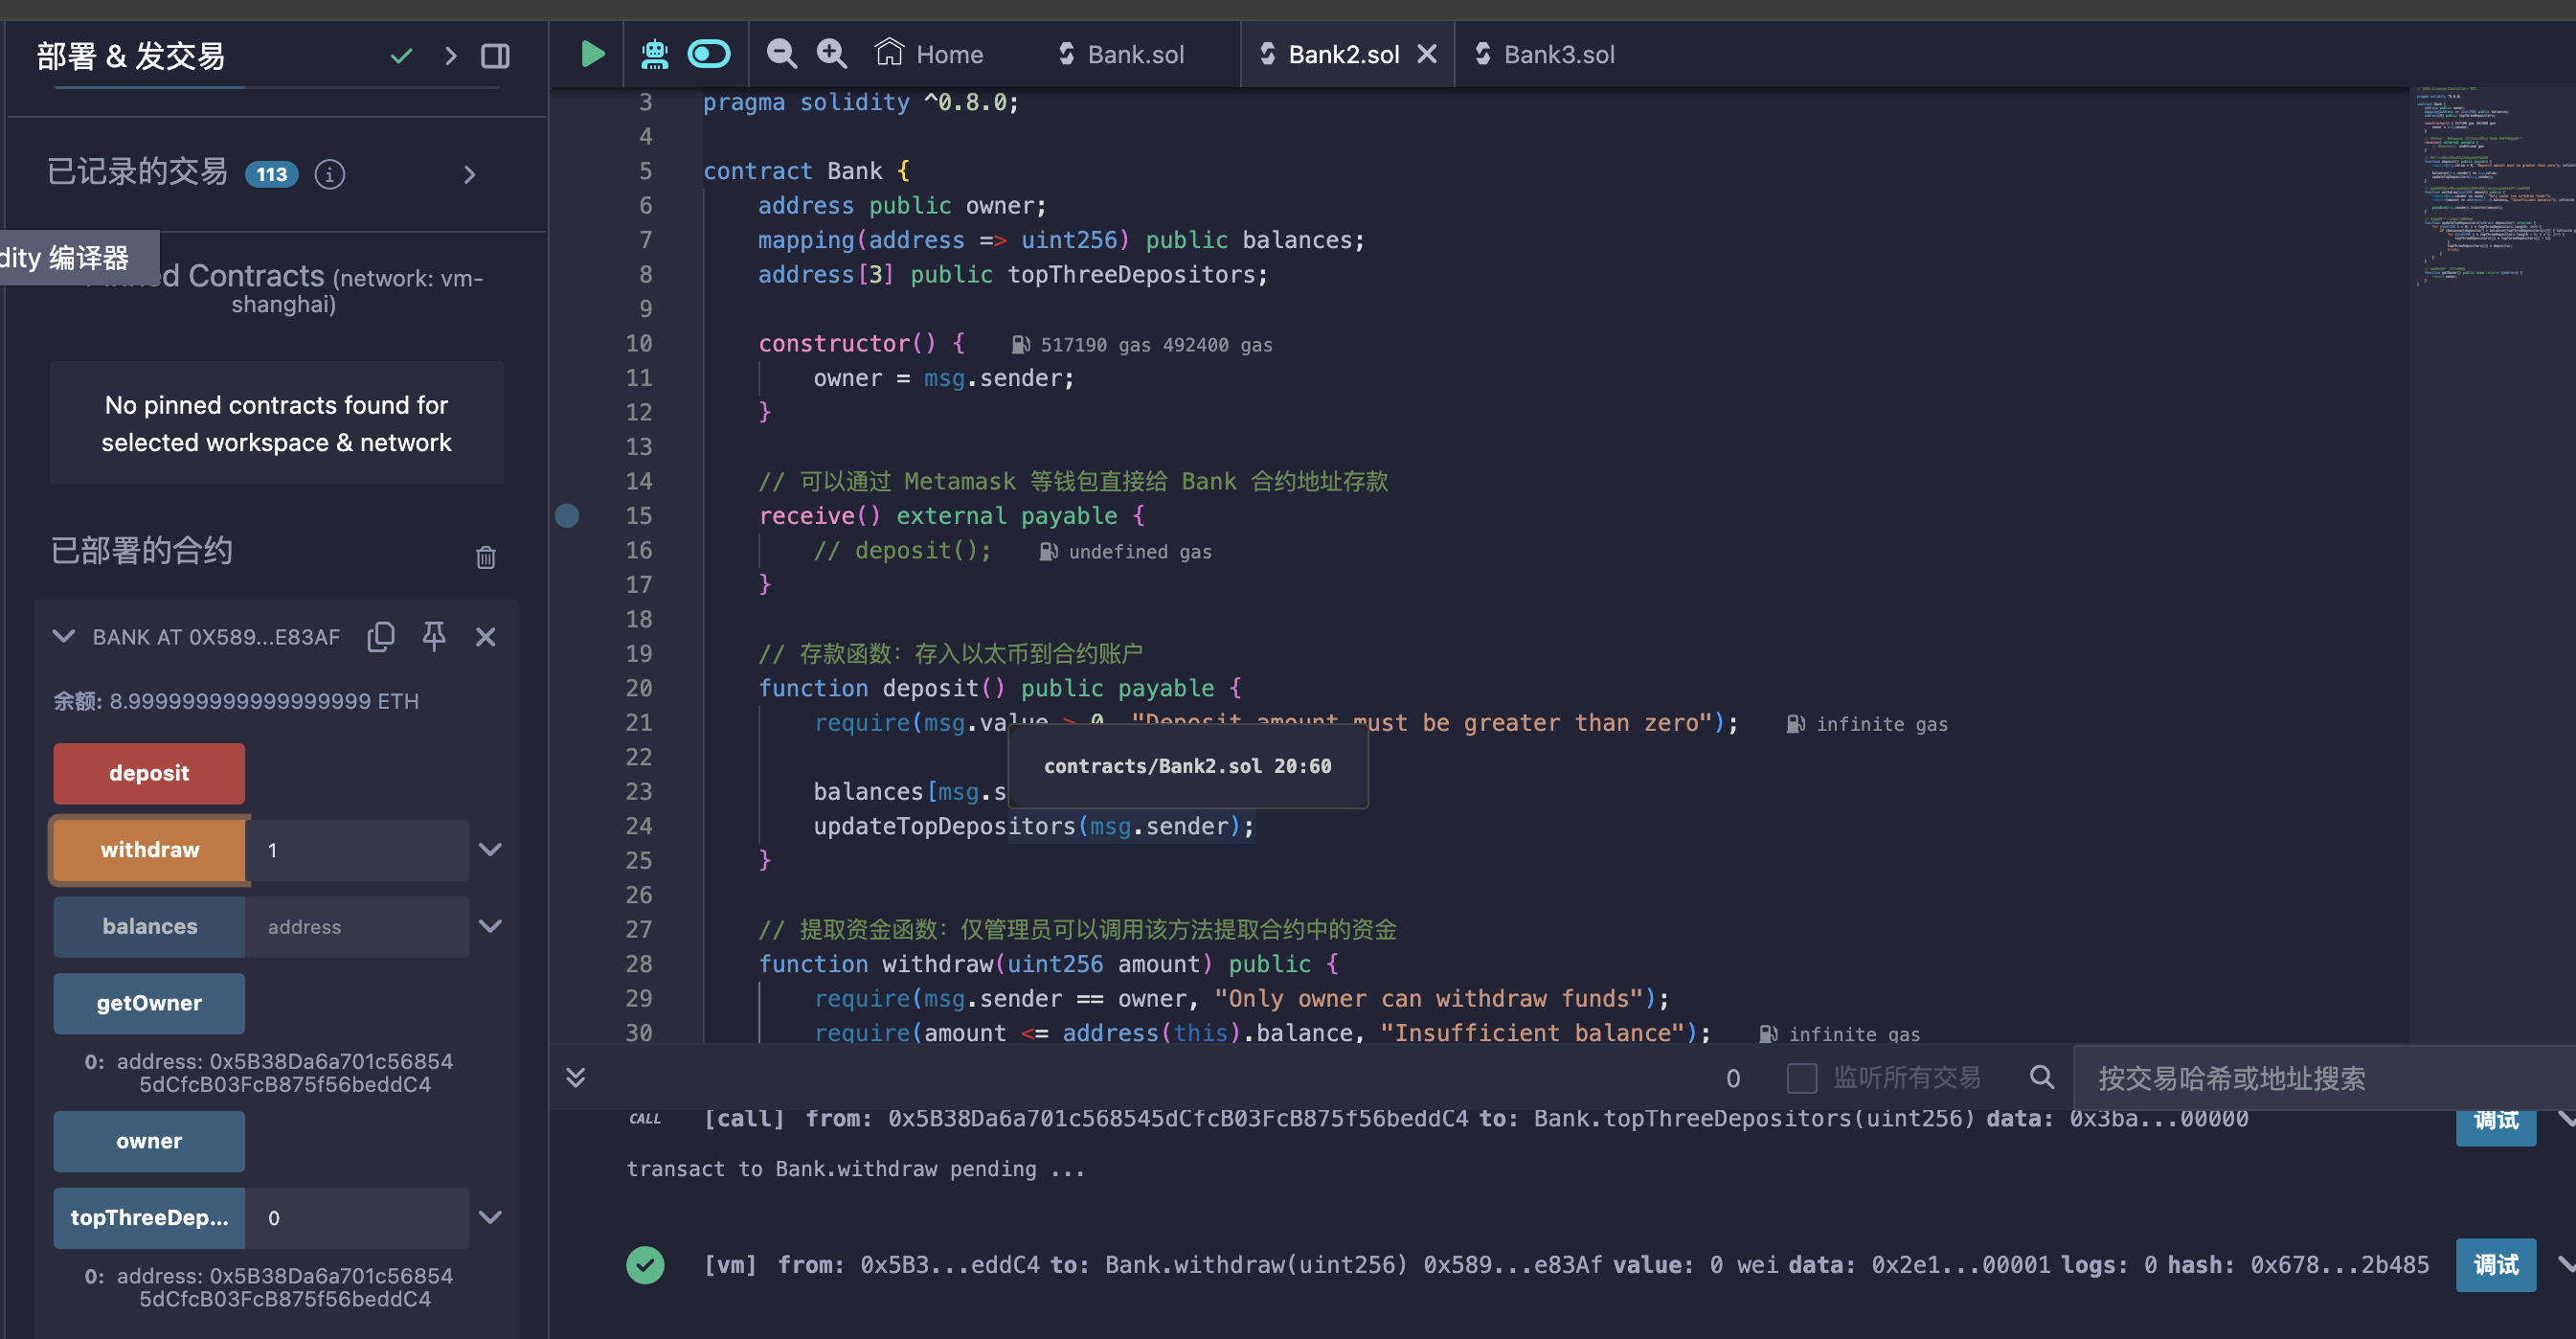 部署 & 发交易
已记录的交易 113
dity 编译器
ed Contracts (network: vm-
shanghai)
No pinned contracts found for
selected workspace & network
已部署的合约
BANK AT 0X589...E83AF
余额: 8.999999999999999999 ETH
deposit
withdraw 1
balances address
getOwner
0: address: 0x5B38Da6a701c56854
5dCfcB03FcB875f56beddC4
owner
topThreeDep... 0
0: address: 0x5B38Da6a701c56854
5dCfcB03FcB875f56beddC4
Home Bank.sol Bank2.sol Bank3.sol
3 pragma solidity ^0.8.0;
4
5 contract Bank {
6 address public owner;
7 mapping(address => uint256) public balances;
8 address[3] public topThreeDepositors;
9
10 constructor() { 517190 gas 492400 gas
11 owner = msg.sender;
12 }
13
14 // 可以通过 Metamask 等钱包直接给 Bank 合约地址存款
15 receive() external payable {
16 // deposit(); undefined gas
17 }
18
19 // 存款函数：存入以太币到合约账户
20 function deposit() public payable {
21 require(msg.value > 0, "Deposit amount must be greater than zero"); infinite gas
22
contracts/Bank2.sol 20:60
23 balances[msg.s
24 updateTopDepositors(msg.sender);
25 }
26
27 // 提取资金函数：仅管理员可以调用该方法提取合约中的资金
28 function withdraw(uint256 amount) public {
29 require(msg.sender == owner, "Only owner can withdraw funds");
30 require(amount <= address(this).balance, "Insufficient balance"); infinite gas
0 监听所有交易 按交易哈希或地址搜索
CALL [call] from: 0x5B38Da6a701c568545dCfcB03FcB875f56beddC4 to: Bank.topThreeDepositors(uint256) data: 0x3ba...00000 调试
transact to Bank.withdraw pending ...
[vm] from: 0x5B3...eddC4 to: Bank.withdraw(uint256) 0x589...e83Af value: 0 wei data: 0x2e1...00001 logs: 0 hash: 0x678...2b485 调试